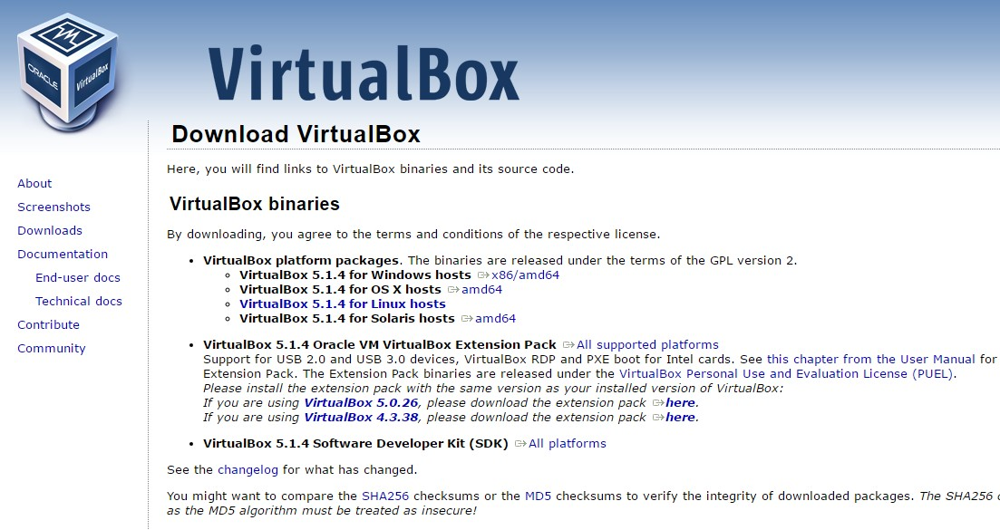 ORACLE
VirtualBox
VirtualBox
Download VirtualBox
Here, you will find links to VirtualBox binaries and its source code.
About
Screenshots
Downloads
Documentation
End-user docs
Technical docs
Contribute
Community
VirtualBox binaries
By downloading, you agree to the terms and conditions of the respective license.
• VirtualBox platform packages. The binaries are released under the terms of the GPL version 2.
◦ VirtualBox 5.1.4 for Windows hosts x86/amd64
◦ VirtualBox 5.1.4 for OS X hosts amd64
◦ VirtualBox 5.1.4 for Linux hosts
◦ VirtualBox 5.1.4 for Solaris hosts amd64
• VirtualBox 5.1.4 Oracle VM VirtualBox Extension Pack All supported platforms
Support for USB 2.0 and USB 3.0 devices, VirtualBox RDP and PXE boot for Intel cards. See this chapter from the User Manual for
Extension Pack. The Extension Pack binaries are released under the VirtualBox Personal Use and Evaluation License (PUEL).
Please install the extension pack with the same version as your installed version of VirtualBox:
If you are using VirtualBox 5.0.26, please download the extension pack here.
If you are using VirtualBox 4.3.38, please download the extension pack here.
• VirtualBox 5.1.4 Software Developer Kit (SDK) All platforms
See the changelog for what has changed.
You might want to compare the SHA256 checksums or the MD5 checksums to verify the integrity of downloaded packages. The SHA256
as the MD5 algorithm must be treated as insecure!